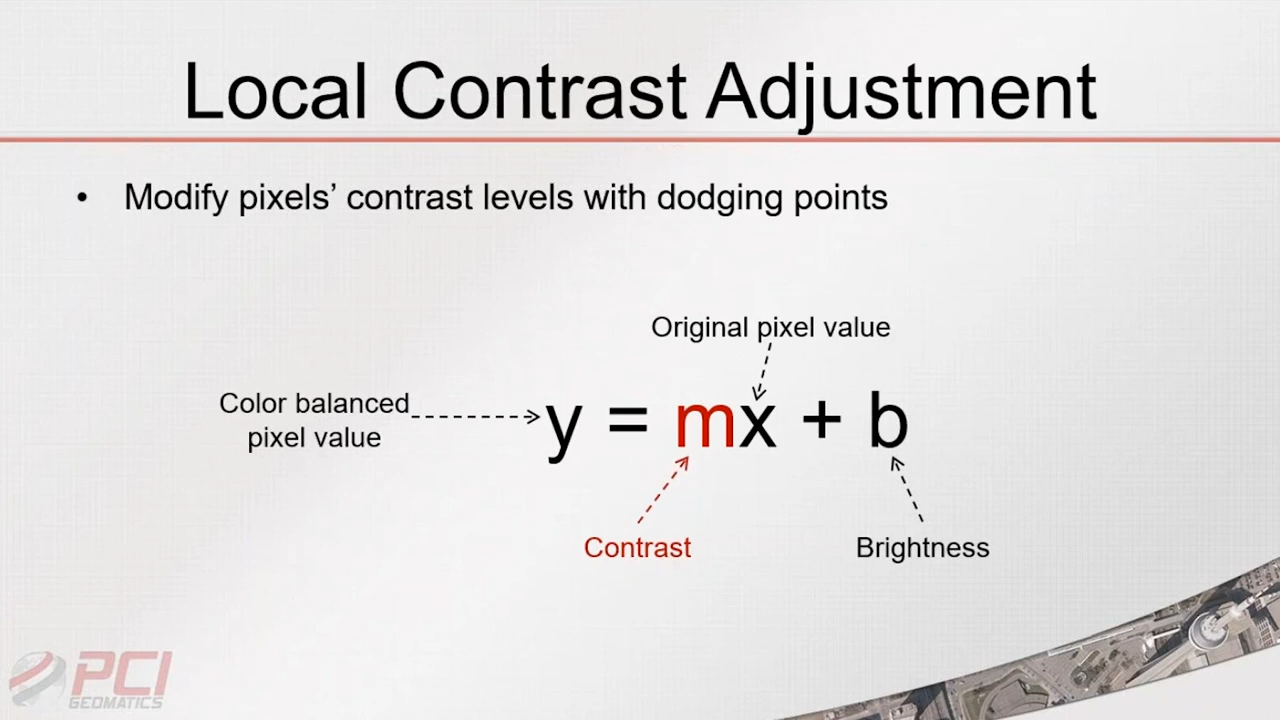 Local Contrast Adjustment
• Modify pixels’ contrast levels with dodging points
Original pixel value
Color balanced
pixel value
y = mx + b
Contrast
Brightness
PCI
GEOMATICS